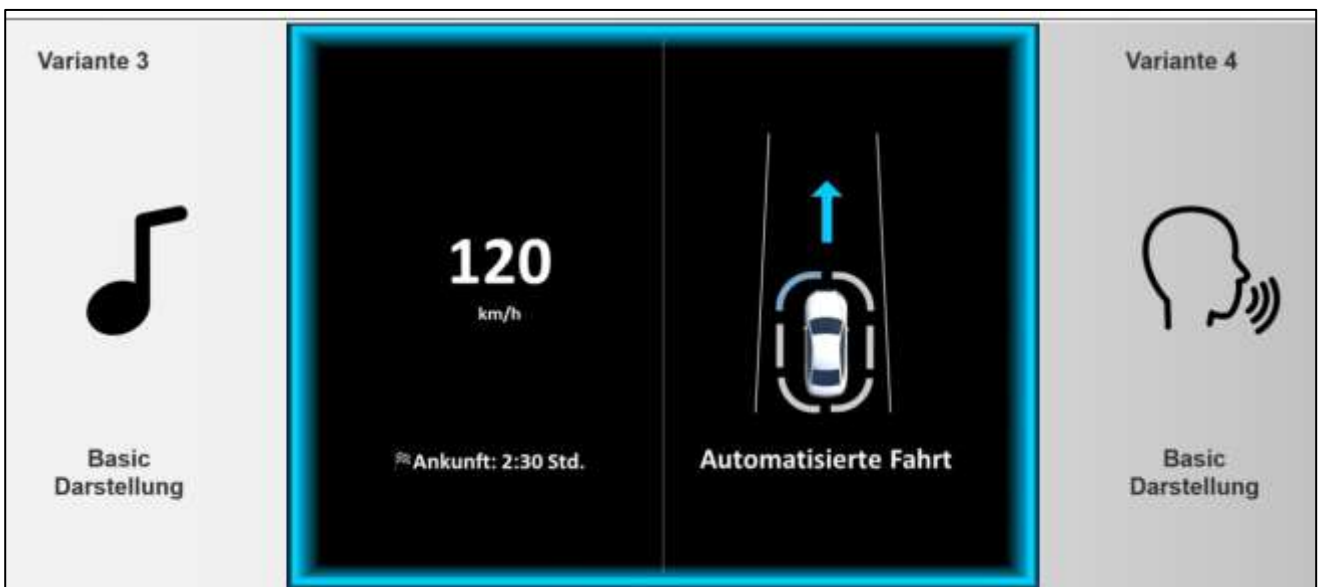 Variante 3
Basic
Darstellung
120
km/h
Ankunft: 2:30 Std.
Automatisierte Fahrt
Variante 4
Basic
Darstellung